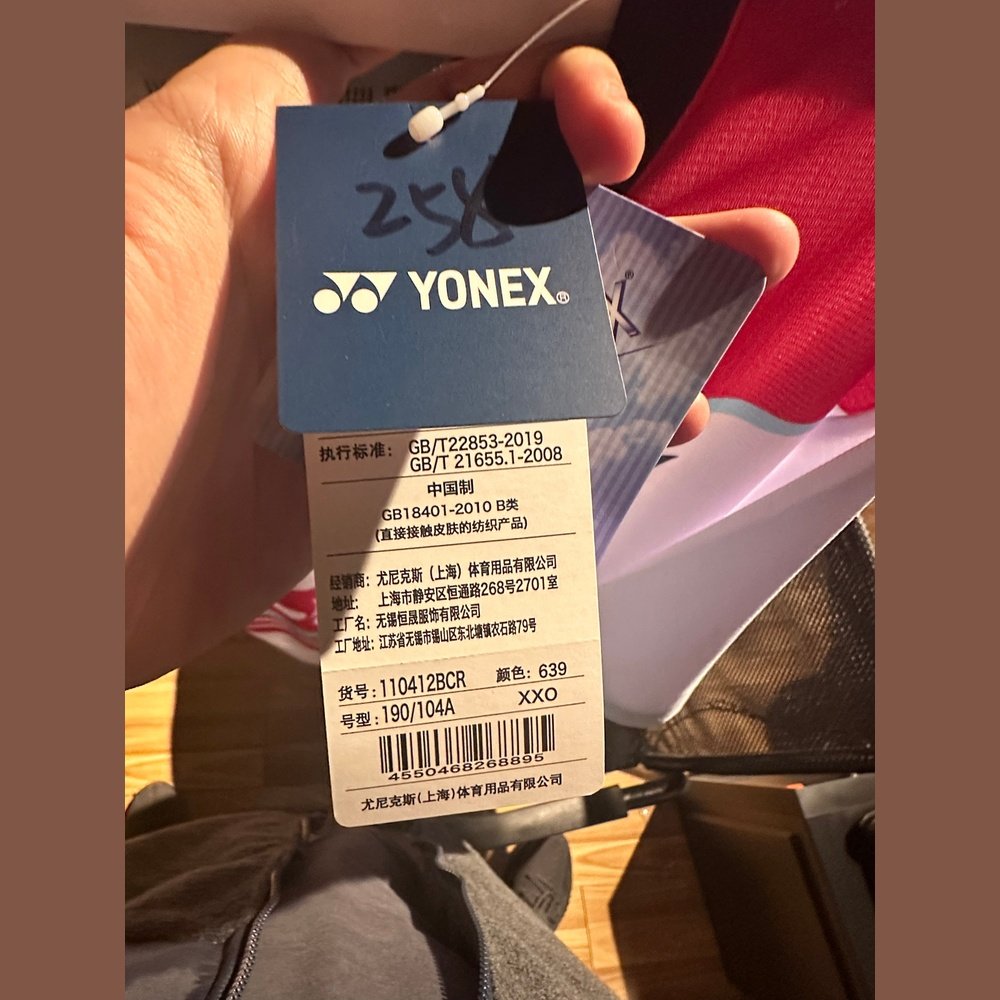 YONEX®
执行标准： GB/T22853-2019
GB/T 21655.1-2008
中国制
GB18401-2010 B类
(直接接触皮肤的纺织产品)
经销商：尤尼克斯（上海）体育用品有限公司
地址： 上海市静安区恒通路268号2701室
工厂名：无锡恒晟服饰有限公司
工厂地址：江苏省无锡市锡山区东北塘镇农石路79号
货号：110412BCR 颜色：639
号型：190/104A XXO
4550468268895
尤尼克斯(上海)体育用品有限公司